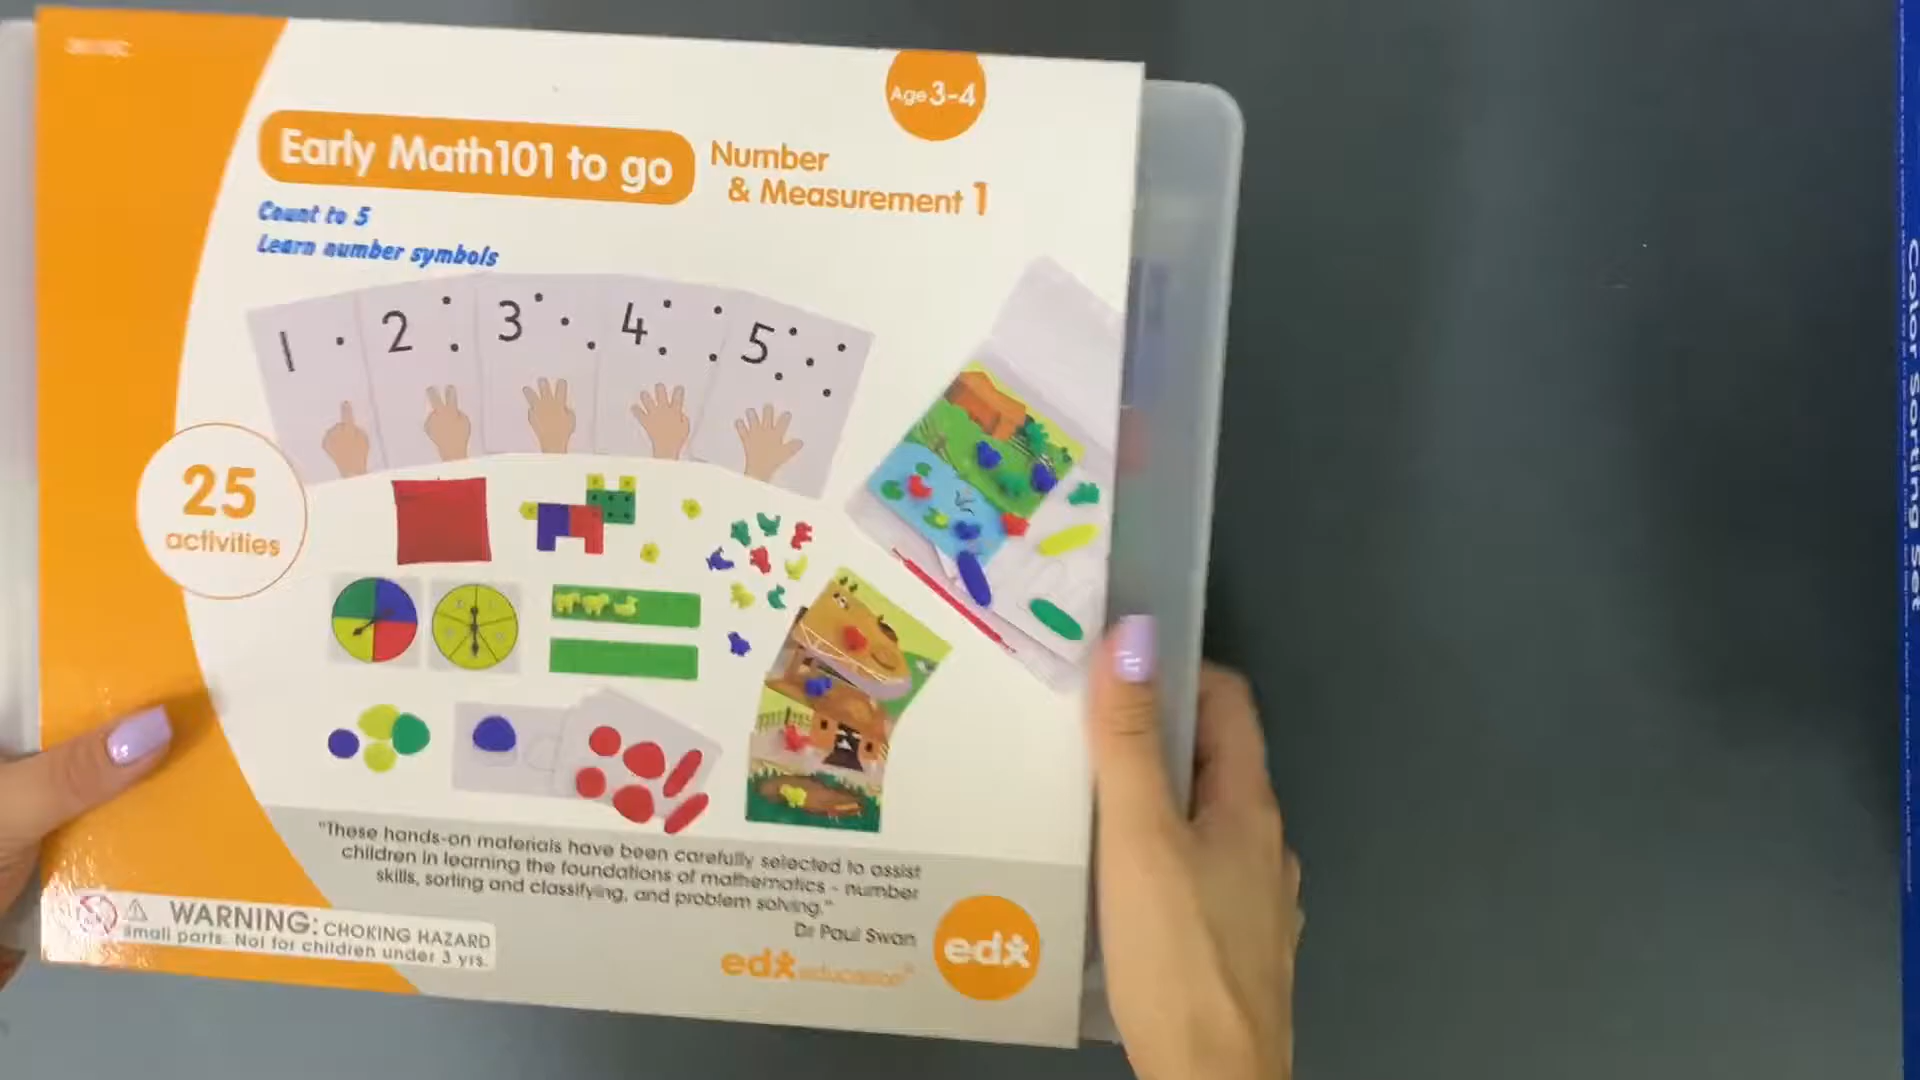 Age 3-4
Early Math101 to go
Number
& Measurement 1
Count to 5
Learn number symbols
1
2
3
4
5
25
activities
"These hands-on materials have been carefully selected to assist
children in learning the foundations of mathematics - number
skills, sorting and classifying, and problem solving."
Dr Paul Swan
WARNING: CHOKING HAZARD
Small parts. Not for children under 3 yrs.
edx education®
edx
Color Sorting Set